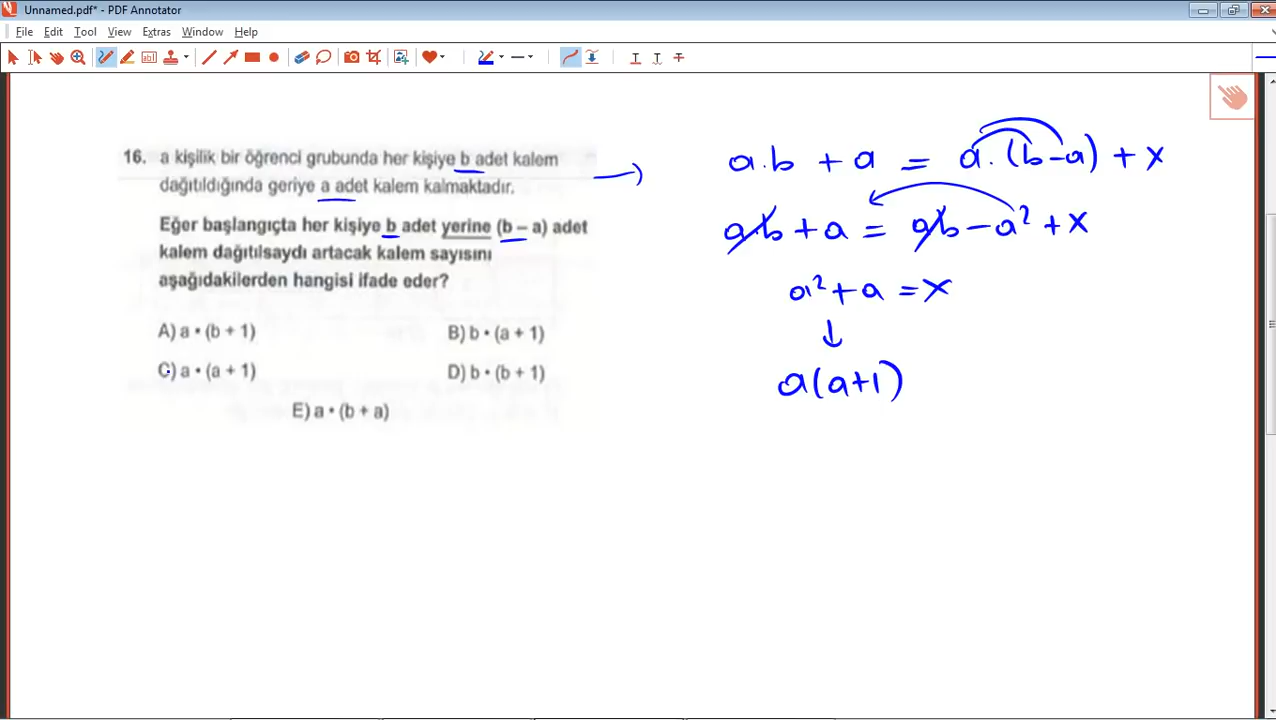 Unnamed.pdf* - PDF Annotator
File Edit Tool View Extras Window Help
16. a kişilik bir öğrenci grubunda her kişiye b adet kalem
dağıtıldığında geriye a adet kalem kalmaktadır.
Eğer başlangıçta her kişiye b adet yerine (b – a) adet
kalem dağıtılsaydı artacak kalem sayısını
aşağıdakilerden hangisi ifade eder?
A) a • (b + 1)
B) b • (a + 1)
C) a • (a + 1)
D) b • (b + 1)
E) a • (b + a)
a.b + a = a.(b-a) + x
a.b + a = ab - a² + x
a² + a = x
a(a+1)